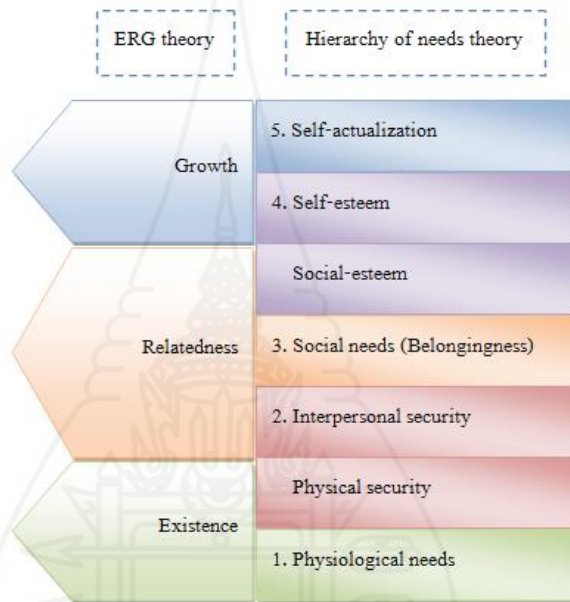 ERG theory
Hierarchy of needs theory
Growth
5. Self-actualization
4. Self-esteem
Social-esteem
Relatedness
3. Social needs (Belongingness)
2. Interpersonal security
Physical security
Existence
1. Physiological needs